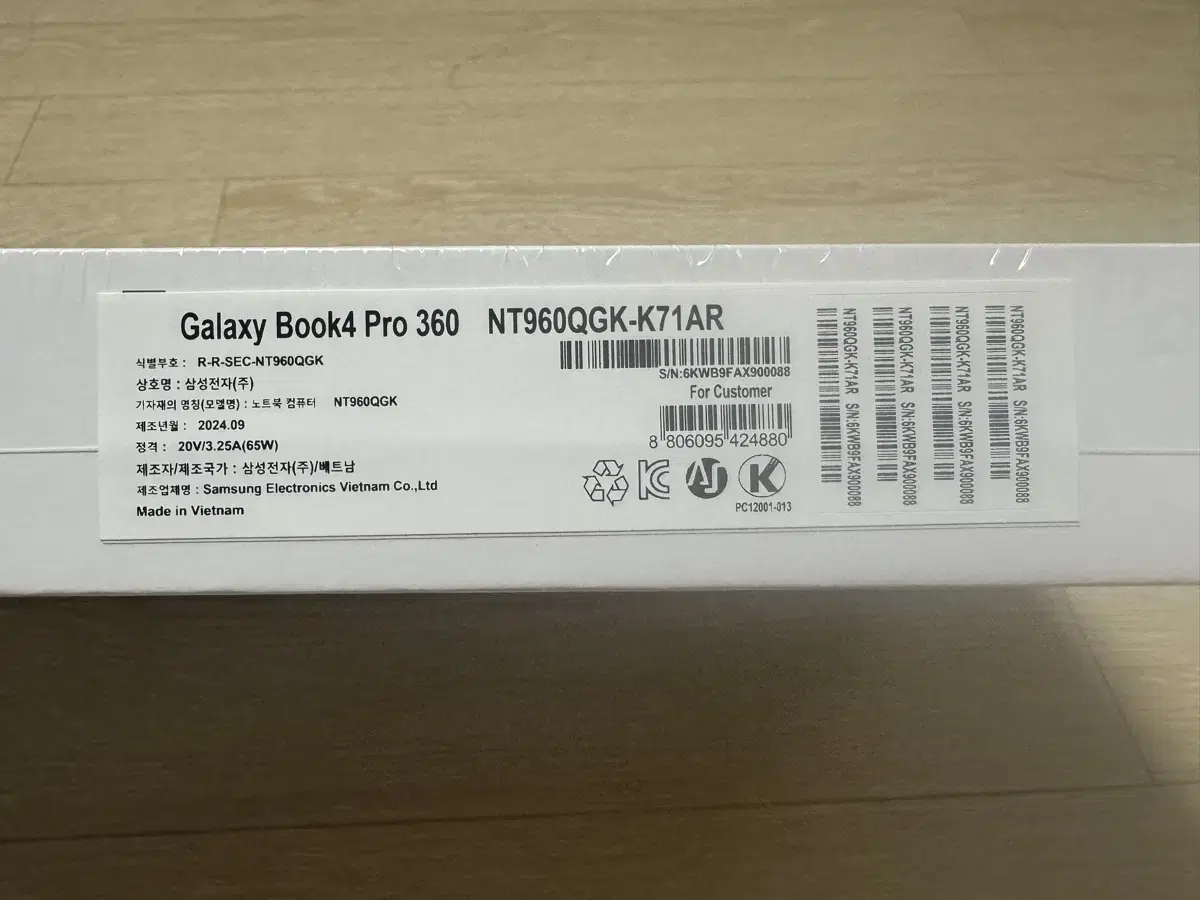 Galaxy Book4 Pro 360 NT960QGK-K71AR
식별부호 : R-R-SEC-NT960QGK
상호명 : 삼성전자(주)
기자재의 명칭(모델명) : 노트북 컴퓨터 NT960QGK
제조년월 : 2024.09
정격 : 20V/3.25A(65W)
제조자/제조국가 : 삼성전자(주)/베트남
제조업체명 : Samsung Electronics Vietnam Co.,Ltd
Made in Vietnam
S/N:6KWB9FAX900088
For Customer
8 806095 424880
PC12001-013
NT960QGK-K71AR S/N:6KWB9FAX900088
NT960QGK-K71AR S/N:6KWB9FAX900088
NT960QGK-K71AR S/N:6KWB9FAX900088
NT960QGK-K71AR S/N:6KWB9FAX900088